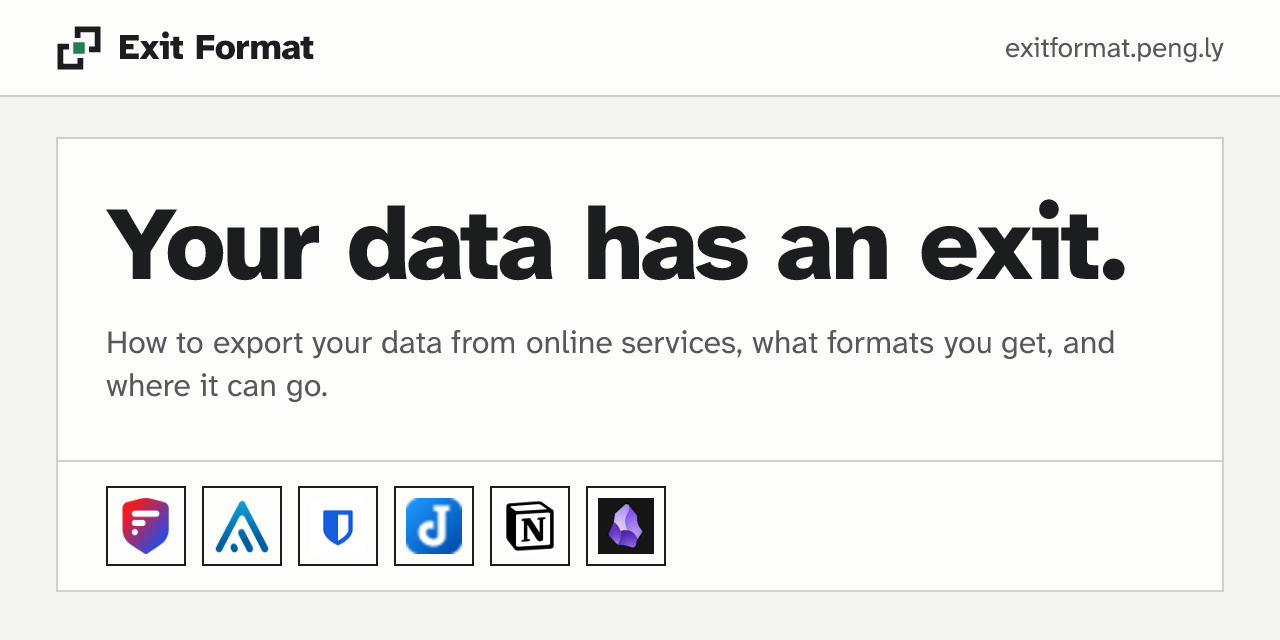 Exit Format
exitformat.peng.ly
Your data has an exit.
How to export your data from online services, what formats you get, and
where it can go.